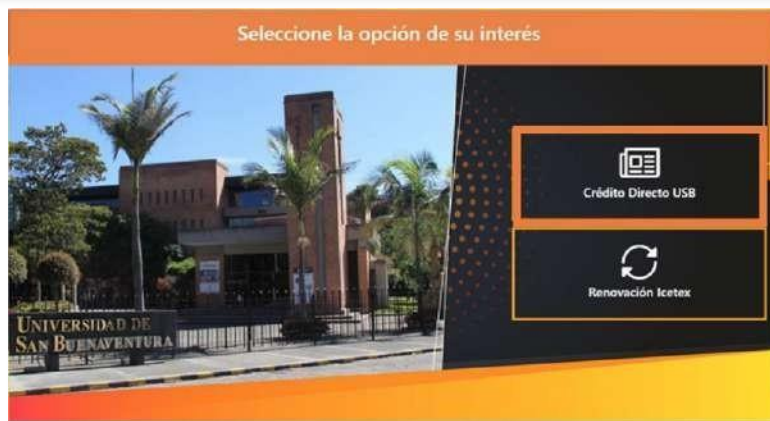 Seleccione la opción de su interés
Crédito Directo USB
Renovación Icetex
UNIVERSIDAD DE
SAN BUENAVENTURA